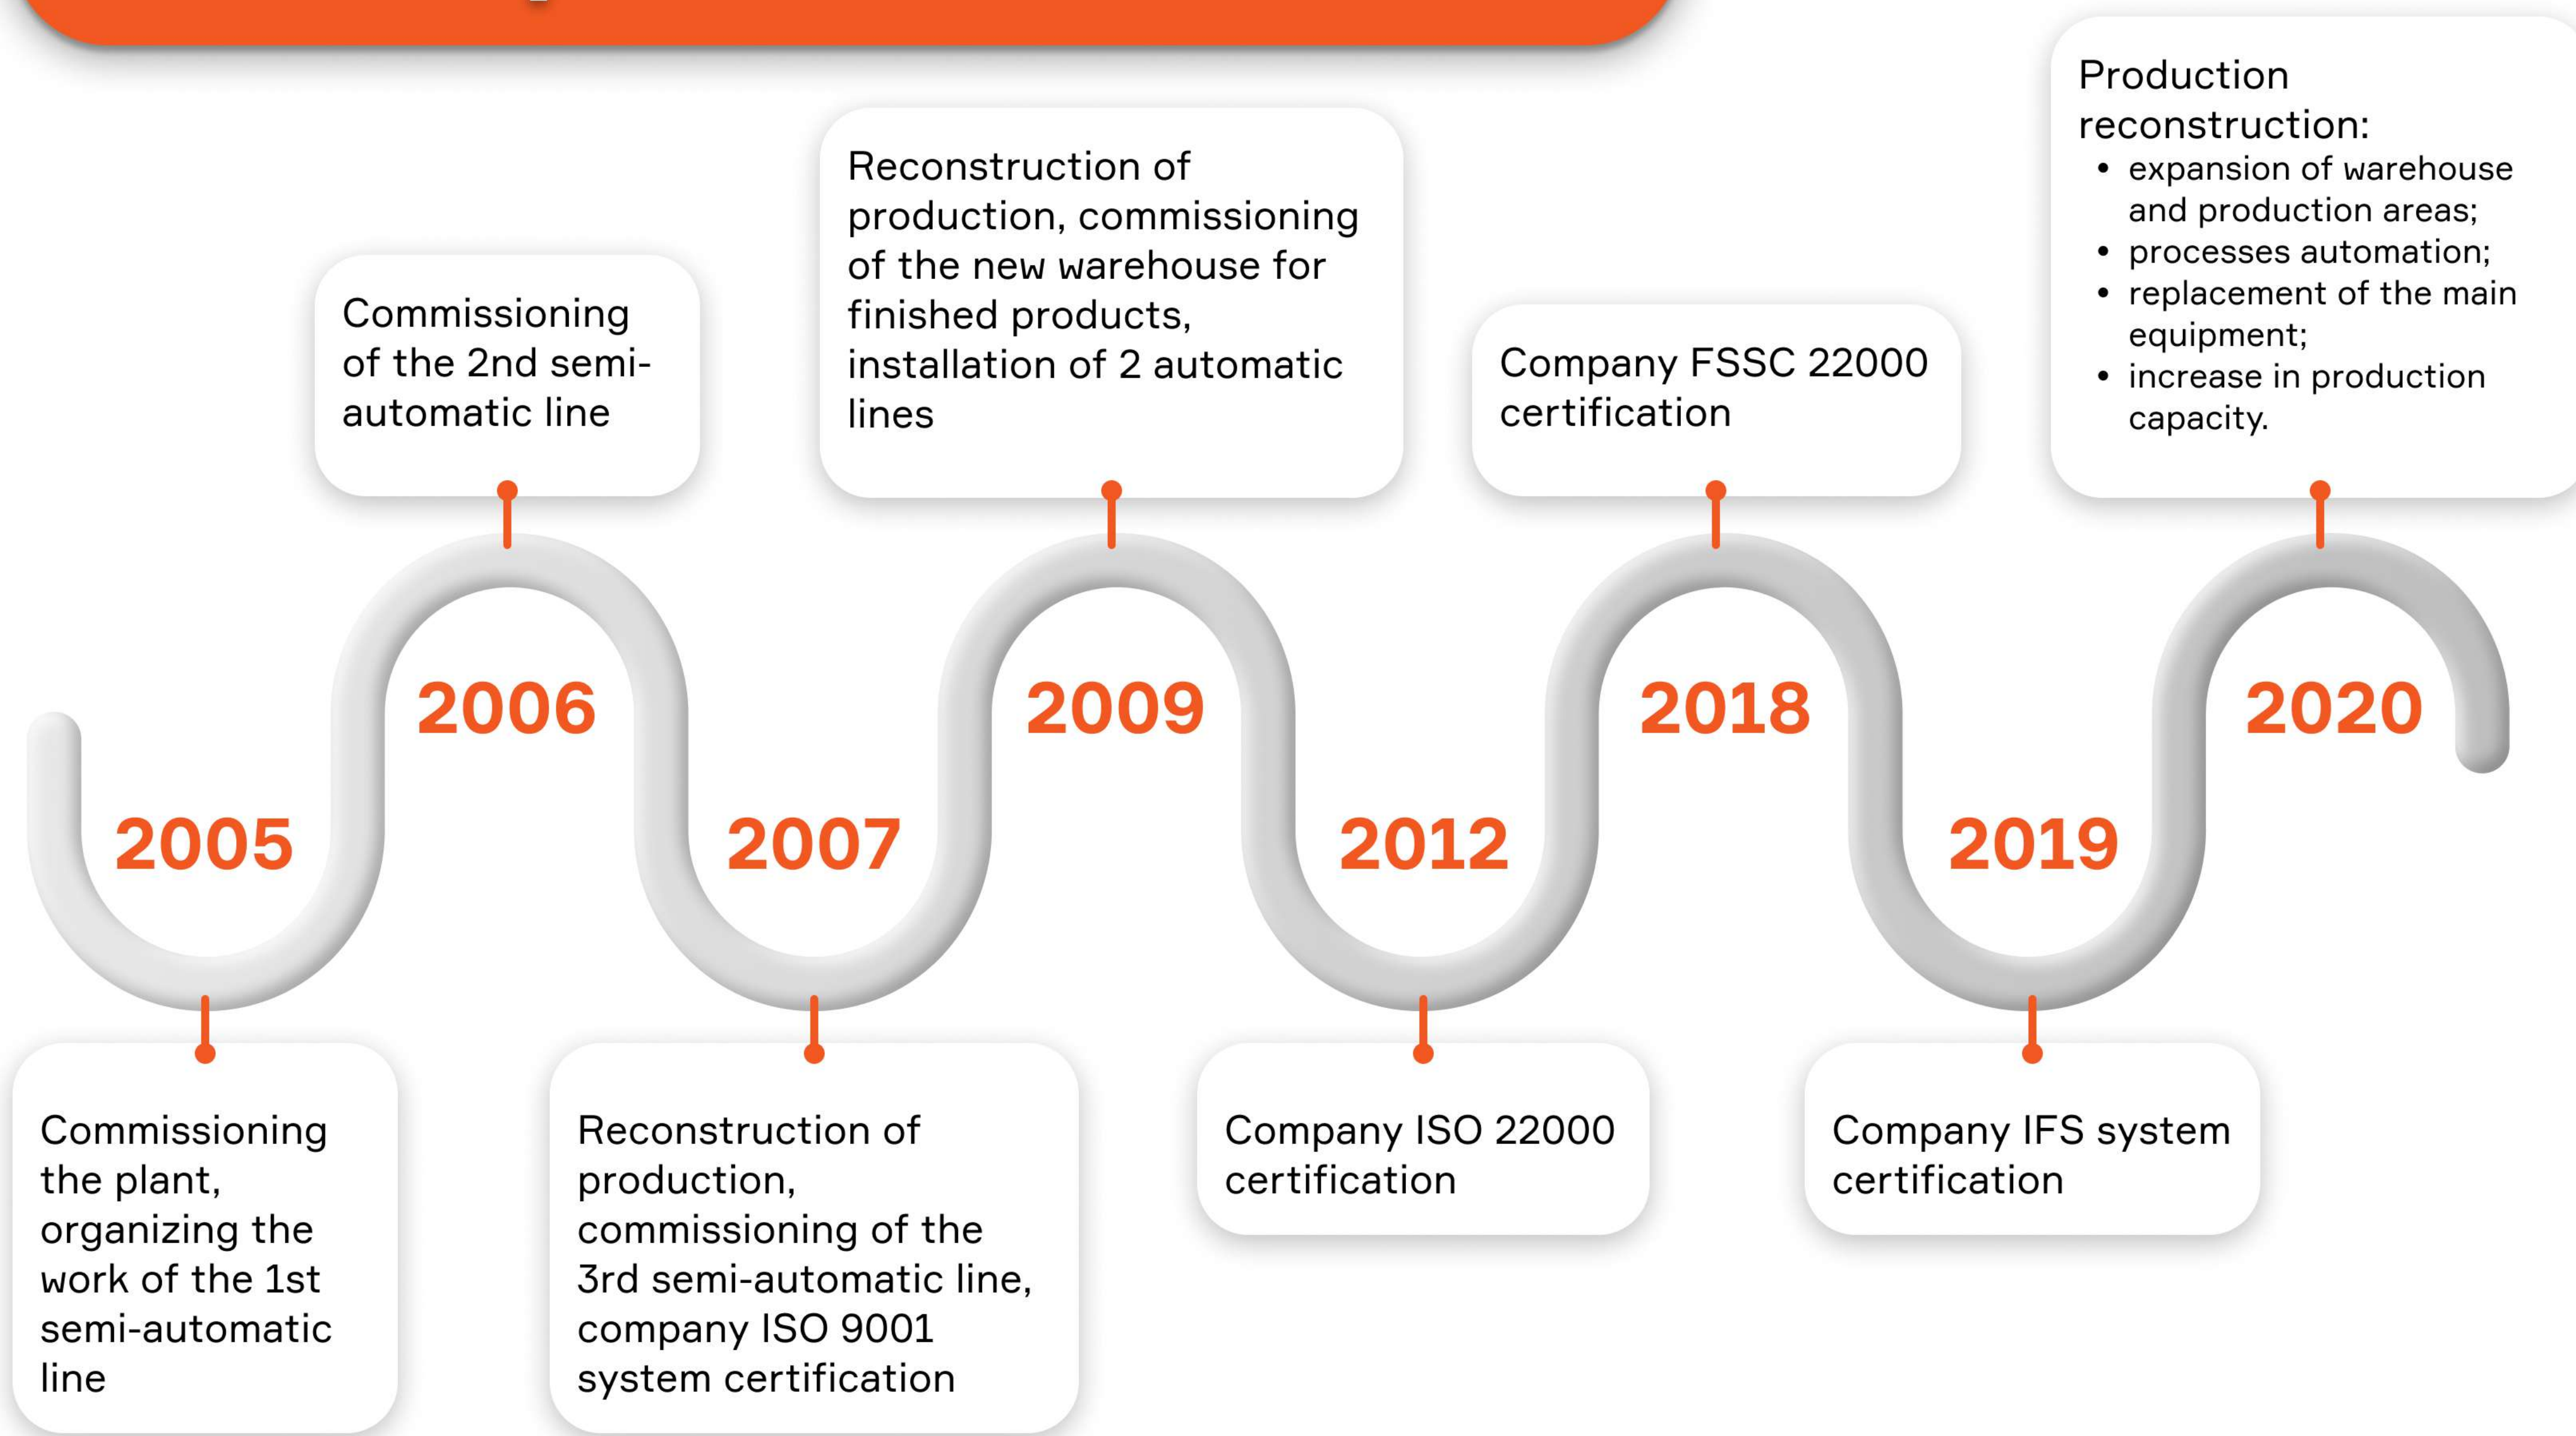 Production
reconstruction:
• expansion of warehouse
and production areas;
• processes automation;
• replacement of the main
equipment;
• increase in production
capacity.
Reconstruction of
production, commissioning
of the new warehouse for
finished products,
installation of 2 automatic
lines
Commissioning
of the 2nd semi-
automatic line
Company FSSC 22000
certification
2006
2009
2018
2020
2005
2007
2012
2019
Commissioning
the plant,
organizing the
work of the 1st
semi-automatic
line
Reconstruction of
production,
commissioning of the
3rd semi-automatic line,
company ISO 9001
system certification
Company ISO 22000
certification
Company IFS system
certification